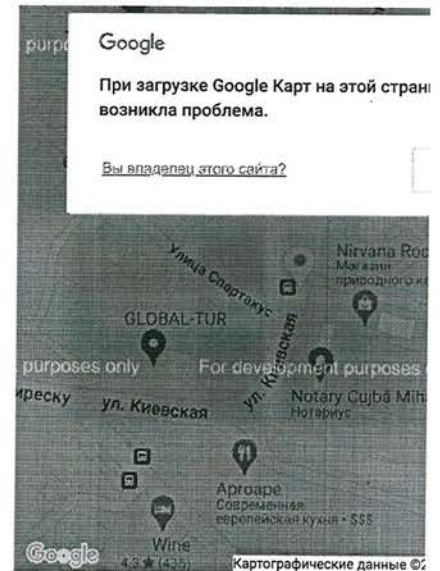 purpo
Google
При загрузке Google Карт на этой стран
возникла проблема.
Вы владелец этого сайта?
улица Спартакус
Nirvana Roc
Магазин
природного ка
GLOBAL-TUR
ул. Киевская
purposes only
For development purposes
иреску
ул. Киевская
Notary Cujbă Mih
Нотариус
Aproape
Современная
европейская кухня • $$$
Wine
4,3 ★ (435)
Google
Картографические данные ©2